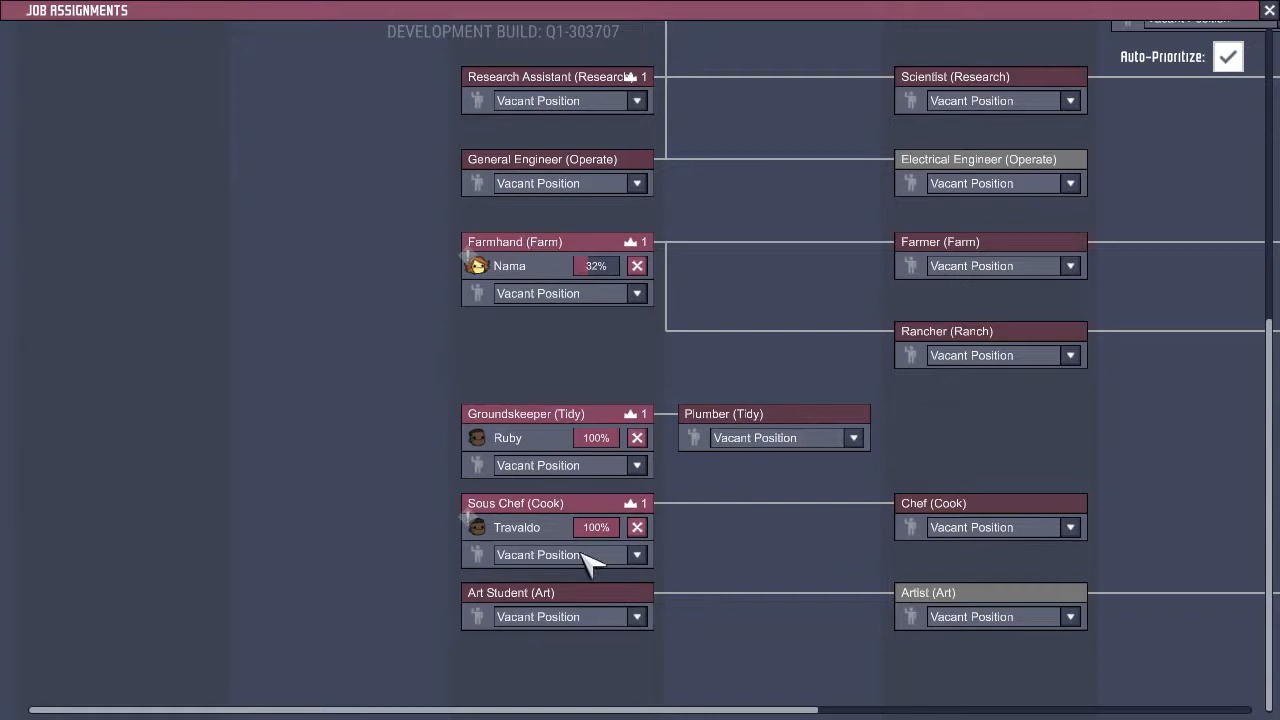 JOB ASSIGNMENTS
DEVELOPMENT BUILD: Q1-303707
Auto-Prioritize:
Research Assistant (Research 1
Vacant Position
Scientist (Research)
Vacant Position
General Engineer (Operate)
Vacant Position
Electrical Engineer (Operate)
Vacant Position
Farmhand (Farm) 1
Nama 32%
Vacant Position
Farmer (Farm)
Vacant Position
Rancher (Ranch)
Vacant Position
Groundskeeper (Tidy) 1
Ruby 100%
Vacant Position
Plumber (Tidy)
Vacant Position
Sous Chef (Cook) 1
Travaldo 100%
Vacant Position
Chef (Cook)
Vacant Position
Art Student (Art)
Vacant Position
Artist (Art)
Vacant Position